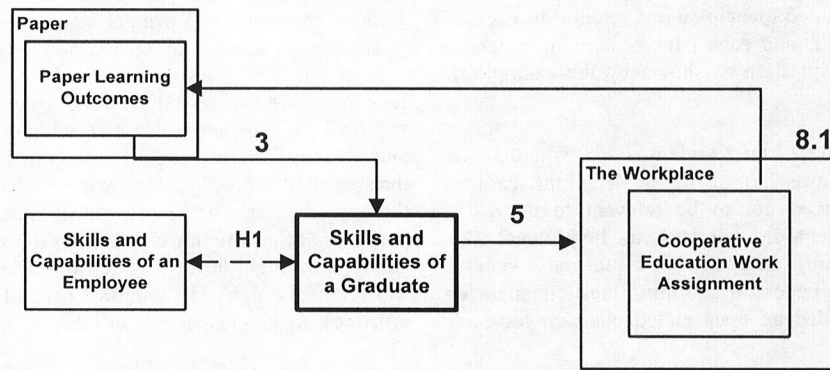 Paper
Paper Learning
Outcomes
3
8.1
The Workplace
5
Skills and
Capabilities of an
Employee
H1
Skills and
Capabilities of
a Graduate
Cooperative
Education Work
Assignment